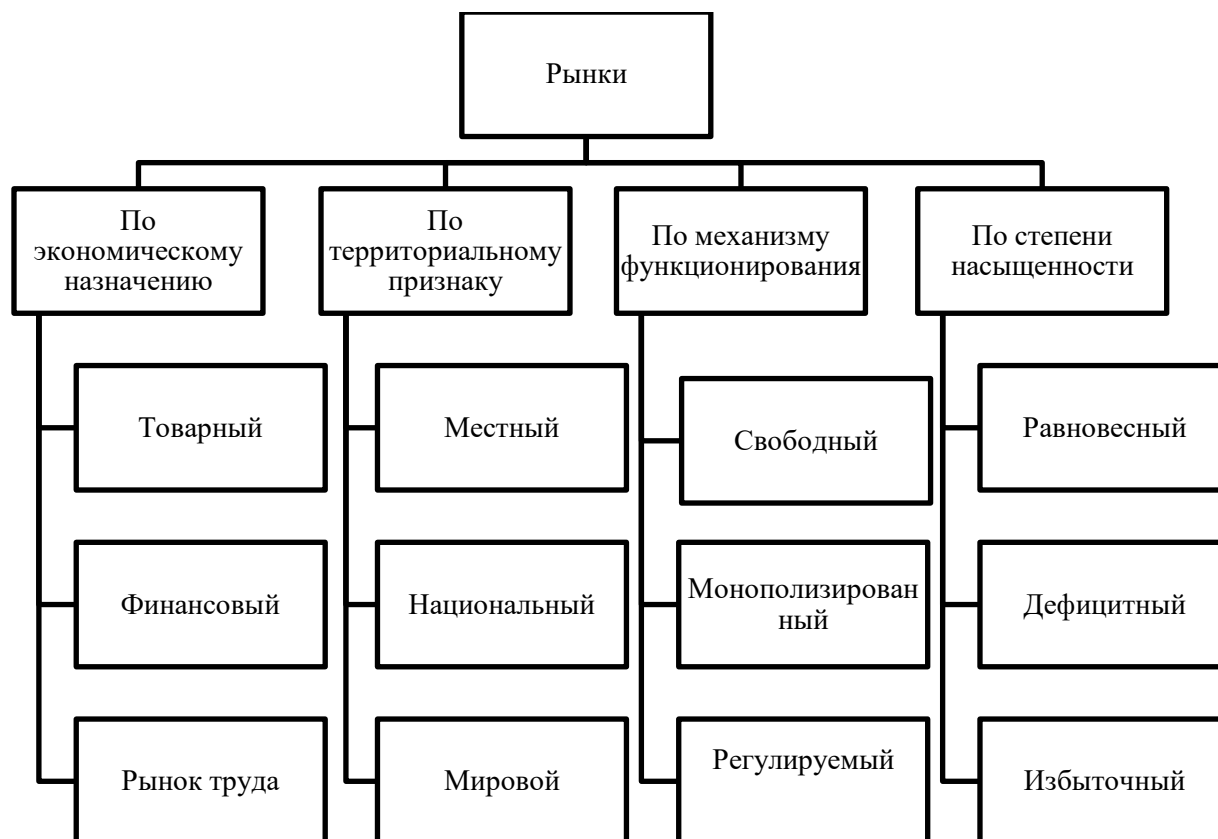 Рынки
По
экономическому
назначению
По
территориальному
признаку
По механизму
функционирования
По степени
насыщенности
Товарный
Местный
Свободный
Равновесный
Финансовый
Национальный
Монополизирован
ный
Дефицитный
Рынок труда
Мировой
Регулируемый
Избыточный